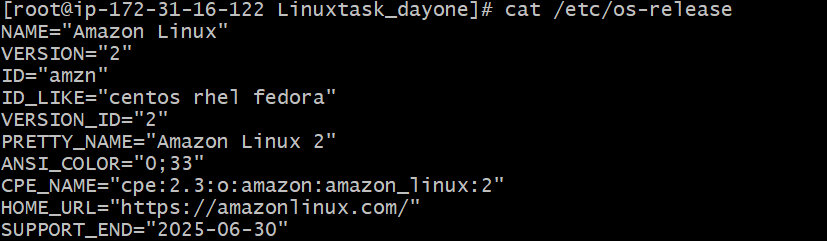 [root@ip-172-31-16-122 Linuxtask_dayone]# cat /etc/os-release
NAME="Amazon Linux"
VERSION="2"
ID="amzn"
ID_LIKE="centos rhel fedora"
VERSION_ID="2"
PRETTY_NAME="Amazon Linux 2"
ANSI_COLOR="0;33"
CPE_NAME="cpe:2.3:o:amazon:amazon_linux:2"
HOME_URL="https://amazonlinux.com/"
SUPPORT_END="2025-06-30"